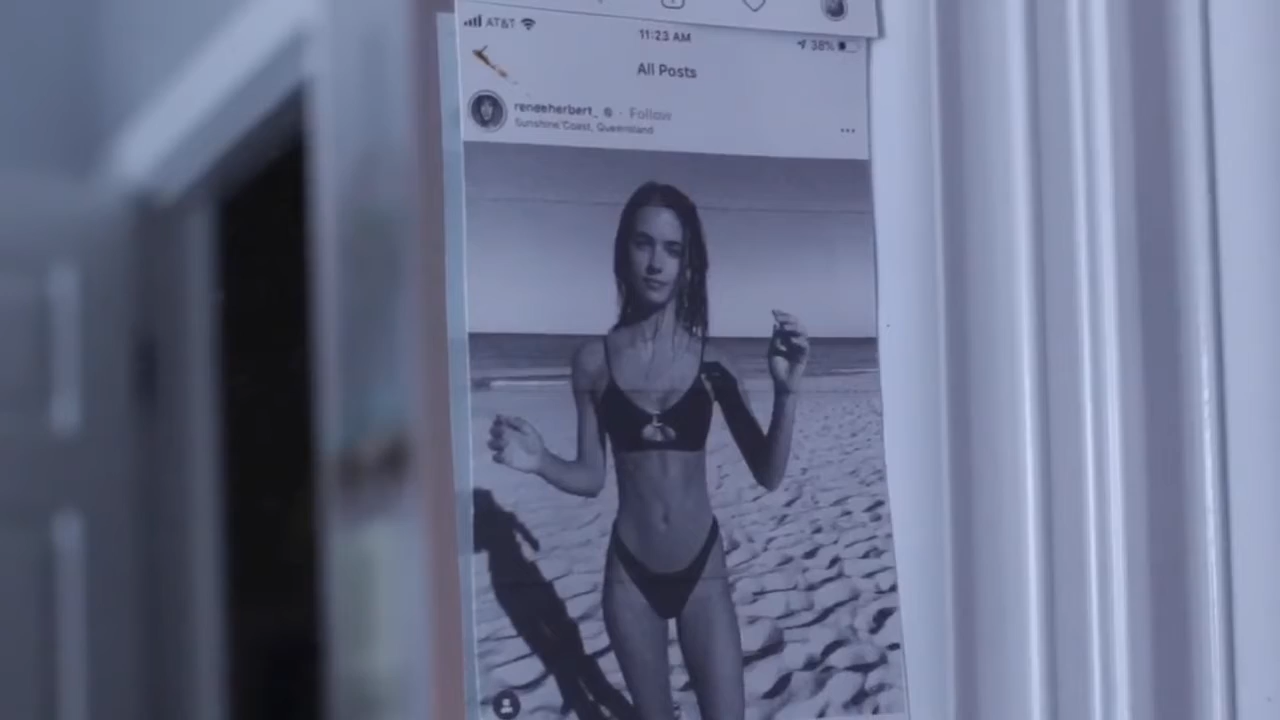 AT&T
11:23 AM
38%
All Posts
reneeherbert_ · Follow
Sunshine Coast, Queensland